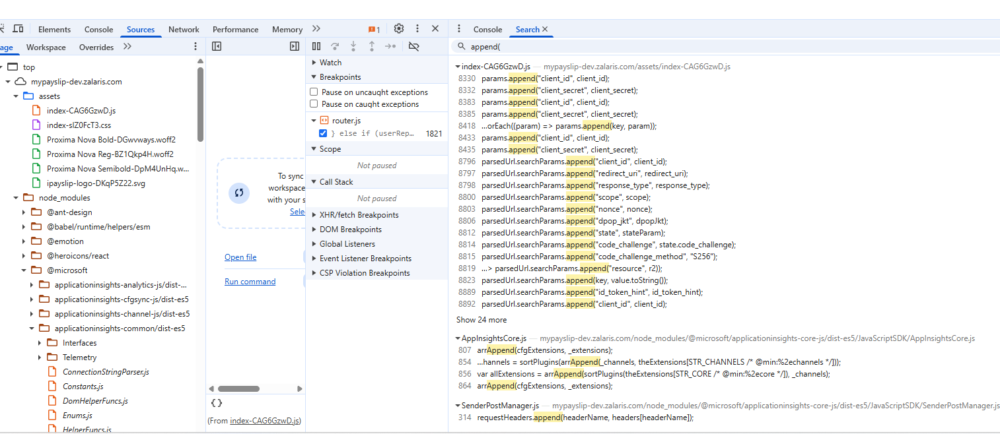 Elements Console Sources Network Performance Memory 1
Console Search
age Workspace Overrides
append(
top
mypayslip-dev.zalaris.com
assets
index-CAG6GzwD.js
index-slZ0FcT3.css
Proxima Nova Bold-DGwvways.woff2
Proxima Nova Reg-BZ1Qkp4H.woff2
Proxima Nova Semibold-DpM4UnHq.w...
ipayslip-logo-DKqP5Z22.svg
node_modules
@ant-design
@babel/runtime/helpers/esm
@emotion
@heroicons/react
@microsoft
applicationinsights-analytics-js/dist-...
applicationinsights-cfgsync-js/dist-es5
applicationinsights-channel-js/dist-es5
applicationinsights-common/dist-es5
Interfaces
Telemetry
ConnectionStringParser.js
Constants.js
DomHelperFuncs.js
Enums.js
HelperFuncs.js
To sync
workspace
with your s
Selec
Open file
Run command
{}
(From index-CAG6GzwD.js)
Watch
Breakpoints
Pause on uncaught exceptions
Pause on caught exceptions
router.js
} else if (userRep… 1821
Scope
Not paused
Call Stack
Not paused
XHR/fetch Breakpoints
DOM Breakpoints
Global Listeners
Event Listener Breakpoints
CSP Violation Breakpoints
index-CAG6GzwD.js — mypayslip-dev.zalaris.com/assets/index-CAG6GzwD.js
8330 params.append("client_id", client_id);
8332 params.append("client_secret", client_secret);
8383 params.append("client_id", client_id);
8385 params.append("client_secret", client_secret);
8418 …orEach((param) => params.append(key, param));
8433 params.append("client_id", client_id);
8435 params.append("client_secret", client_secret);
8796 parsedUrl.searchParams.append("client_id", client_id);
8797 parsedUrl.searchParams.append("redirect_uri", redirect_uri);
8798 parsedUrl.searchParams.append("response_type", response_type);
8800 parsedUrl.searchParams.append("scope", scope);
8803 parsedUrl.searchParams.append("nonce", nonce);
8806 parsedUrl.searchParams.append("dpop_jkt", dpopJkt);
8812 parsedUrl.searchParams.append("state", stateParam);
8814 parsedUrl.searchParams.append("code_challenge", state.code_challenge);
8815 parsedUrl.searchParams.append("code_challenge_method", "S256");
8819 …> parsedUrl.searchParams.append("resource", r2));
8823 parsedUrl.searchParams.append(key, value.toString());
8889 parsedUrl.searchParams.append("id_token_hint", id_token_hint);
8892 parsedUrl.searchParams.append("client_id", client_id);
Show 24 more
AppInsightsCore.js — mypayslip-dev.zalaris.com/node_modules/@microsoft/applicationinsights-core-js/dist-es5/JavaScriptSDK/AppInsightsCore.js
807 arrAppend(cfgExtensions, _extensions);
854 …hannels = sortPlugins(arrAppend(_channels, theExtensions[STR_CHANNELS /* @min:%2echannels */]));
856 var allExtensions = arrAppend(sortPlugins(theExtensions[STR_CORE /* @min:%2ecore */]), _channels);
864 arrAppend(cfgExtensions, _extensions);
SenderPostManager.js — mypayslip-dev.zalaris.com/node_modules/@microsoft/applicationinsights-core-js/dist-es5/JavaScriptSDK/SenderPostManager.js
314 requestHeaders.append(headerName, headers[headerName]);